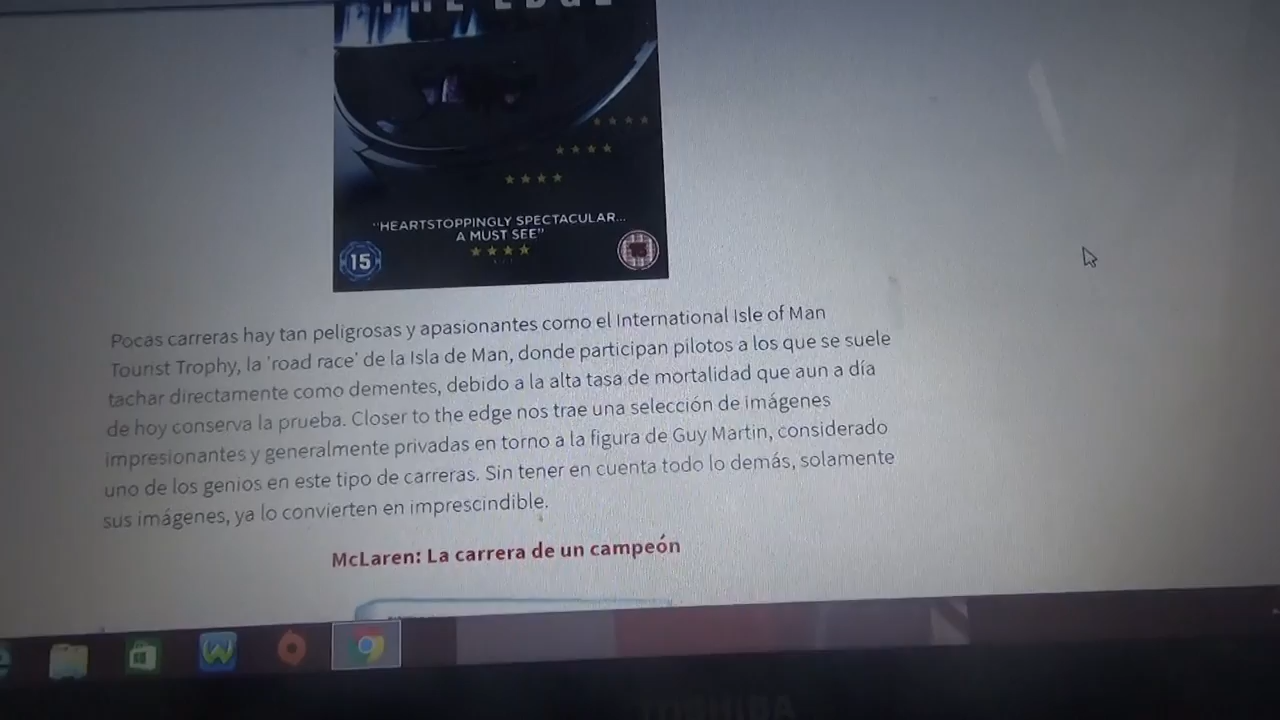 THE EDGE
"HEARTSTOPPINGLY SPECTACULAR...
A MUST SEE"
15
Pocas carreras hay tan peligrosas y apasionantes como el International Isle of Man
Tourist Trophy, la 'road race' de la Isla de Man, donde participan pilotos a los que se suele
tachar directamente como dementes, debido a la alta tasa de mortalidad que aun a día
de hoy conserva la prueba. Closer to the edge nos trae una selección de imágenes
impresionantes y generalmente privadas en torno a la figura de Guy Martin, considerado
uno de los genios en este tipo de carreras. Sin tener en cuenta todo lo demás, solamente
sus imágenes, ya lo convierten en imprescindible.
McLaren: La carrera de un campeón
TOSHIBA